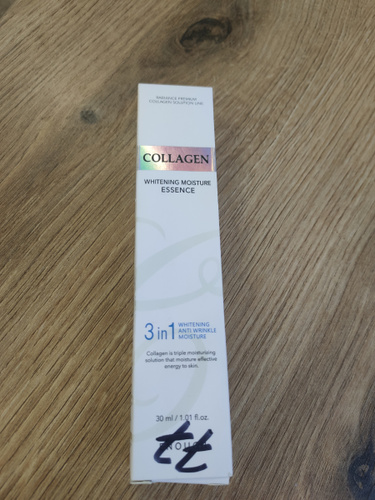 COLLAGEN
WHITENING MOISTURE
ESSENCE
3 in 1
WHITENING
ANTI WRINKLE
MOISTURE
Collagen is triple moisturizing
solution that moisture effective
energy to skin.
30 ml / 1.01 fl.oz.
tt